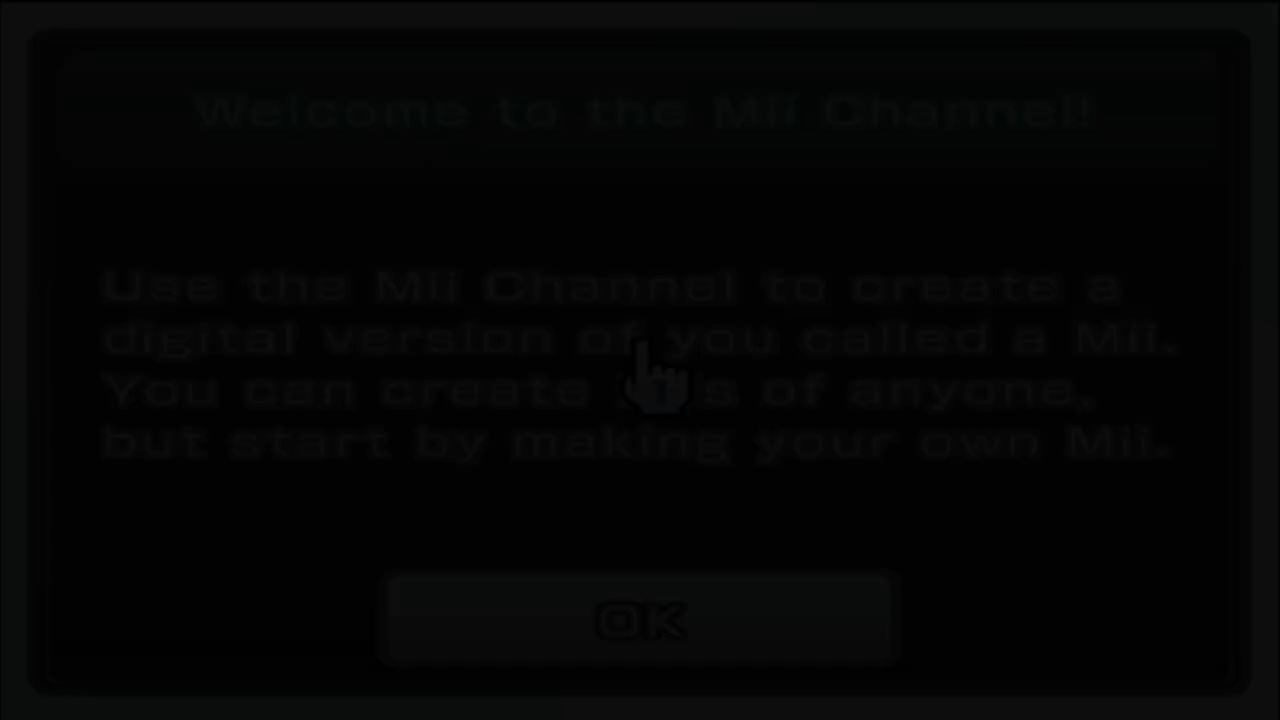 Welcome to the Mii Channel!
Use the Mii Channel to create a
digital version of you called a Mii.
You can create s of anyone,
but start by making your own Mii.
OK